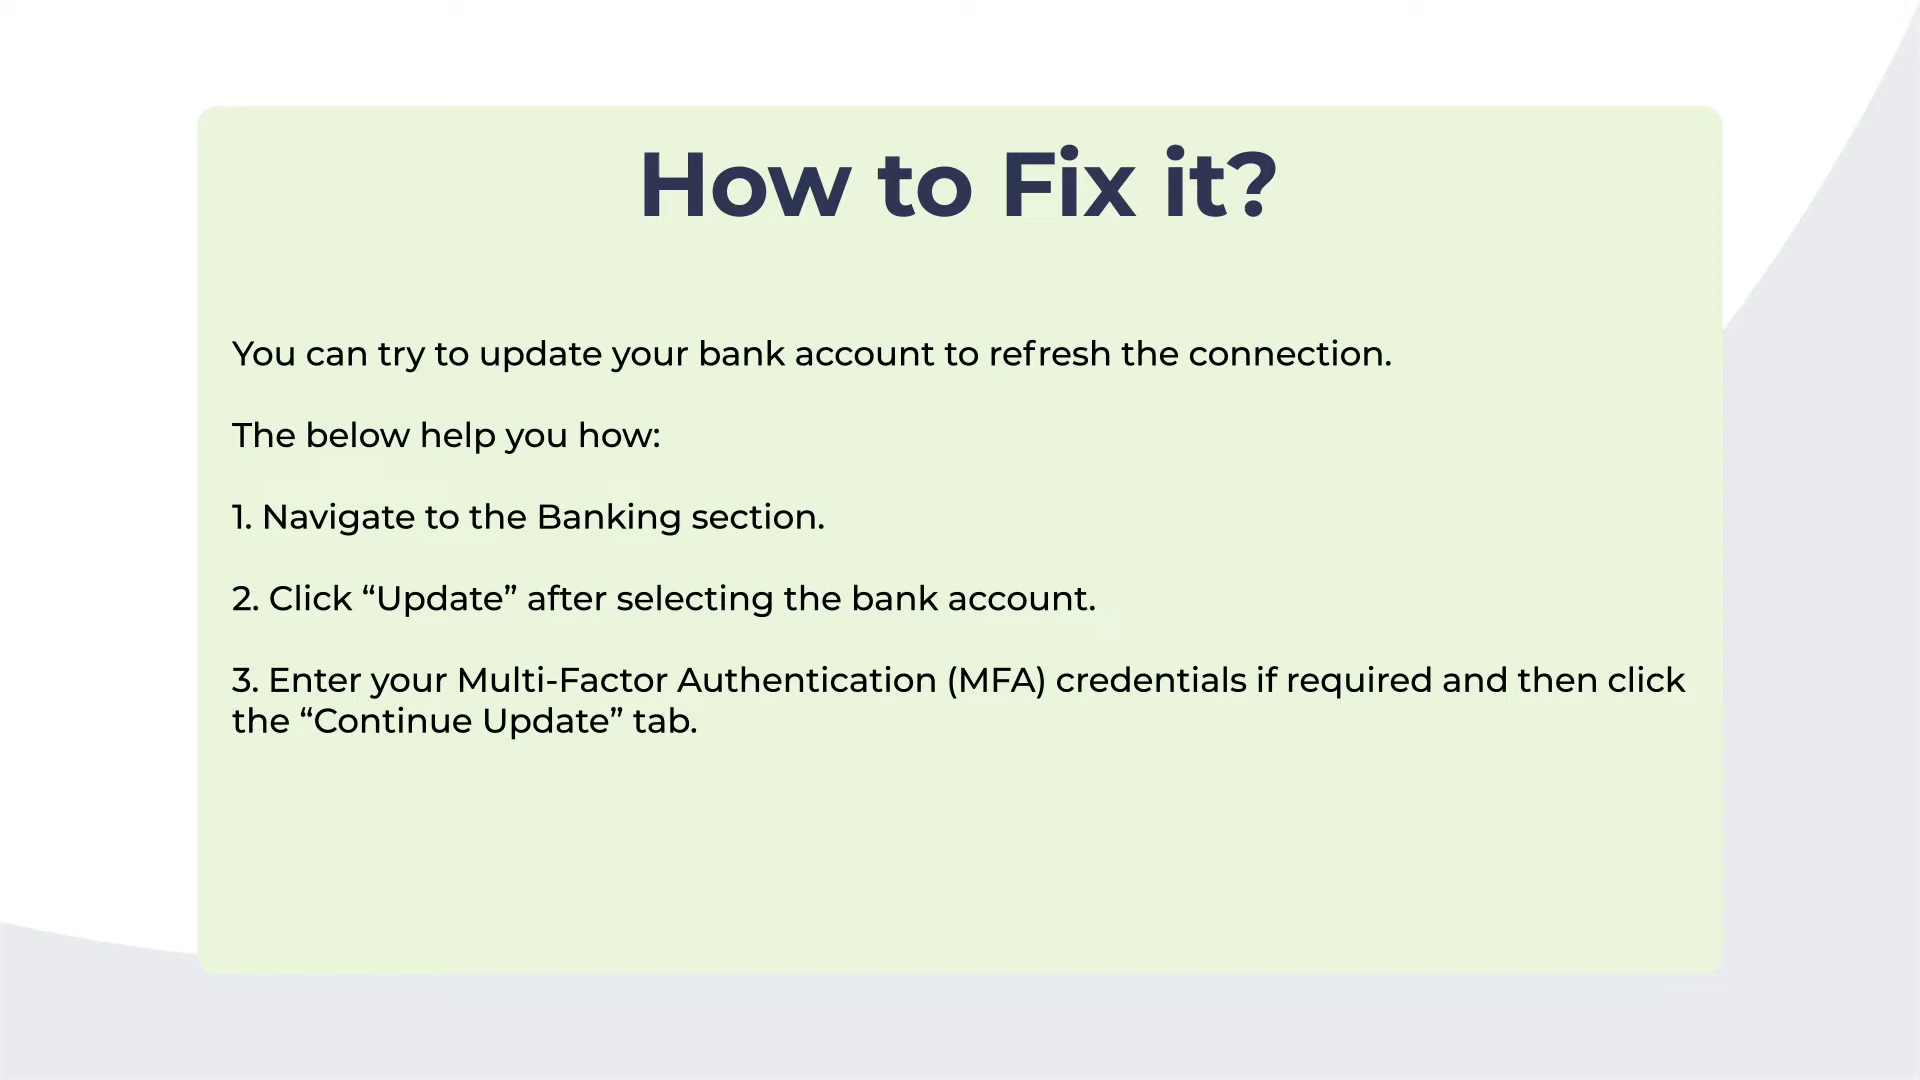 How to Fix it?
You can try to update your bank account to refresh the connection.
The below help you how:
1. Navigate to the Banking section.
2. Click “Update” after selecting the bank account.
3. Enter your Multi-Factor Authentication (MFA) credentials if required and then click
the “Continue Update” tab.